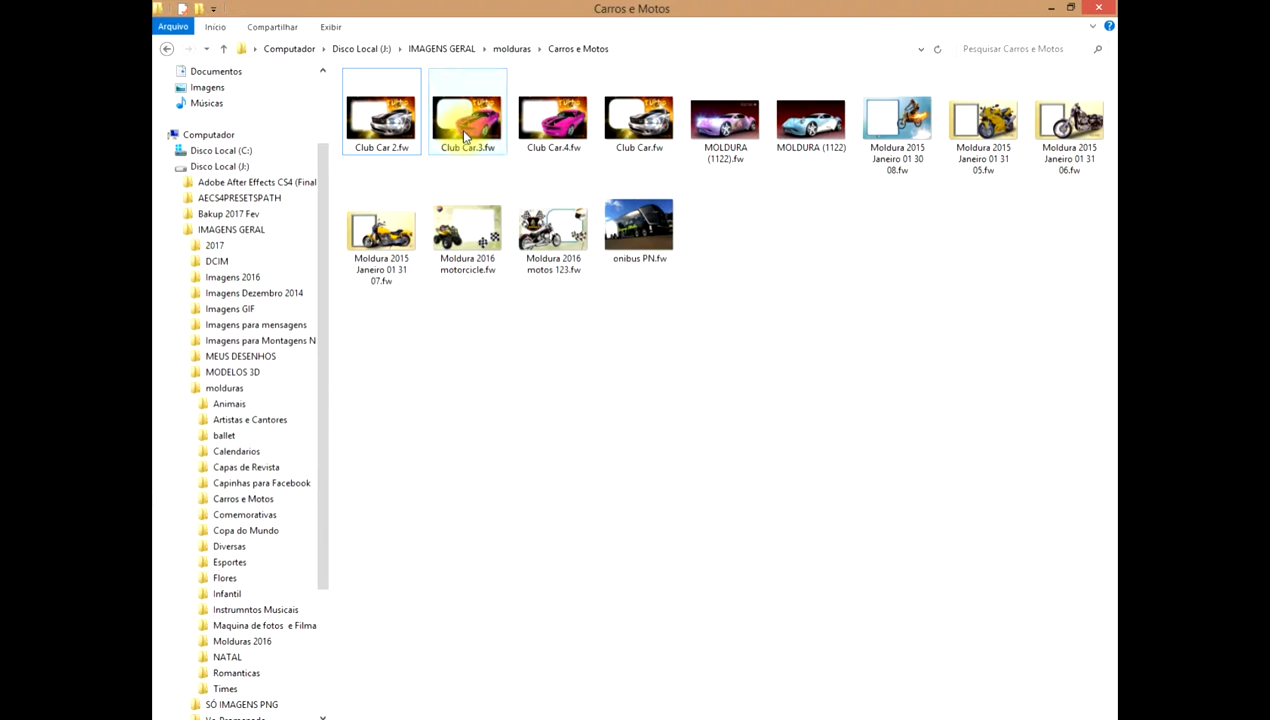 Carros e Motos
Arquivo Início Compartilhar Exibir
Computador Disco Local (J:) IMAGENS GERAL molduras Carros e Motos
Pesquisar Carros e Motos
Documentos
Imagens
Músicas
Computador
Disco Local (C:)
Disco Local (J:)
Adobe After Effects CS4 (Final
AECS4PRESETSPATH
Bakup 2017 Fev
IMAGENS GERAL
2017
DCIM
Imagens 2016
Imagens Dezembro 2014
Imagens GIF
Imagens para mensagens
Imagens para Montagens N
MEUS DESENHOS
MODELOS 3D
molduras
Animais
Artistas e Cantores
ballet
Calendarios
Capas de Revista
Capinhas para Facebook
Carros e Motos
Comemorativas
Copa do Mundo
Diversas
Esportes
Flores
Infantil
Instrumntos Musicais
Maquina de fotos e Filma
Molduras 2016
NATAL
Romanticas
Times
SÓ IMAGENS PNG
Club Car 2.fw
Club Car.3.fw
Club Car.4.fw
Club Car.fw
MOLDURA
(1122).fw
MOLDURA (1122)
Moldura 2015
Janeiro 01 30
08.fw
Moldura 2015
Janeiro 01 31
05.fw
Moldura 2015
Janeiro 01 31
06.fw
Moldura 2015
Janeiro 01 31
07.fw
Moldura 2016
motorcicle.fw
Moldura 2016
motos 123.fw
onibus PN.fw